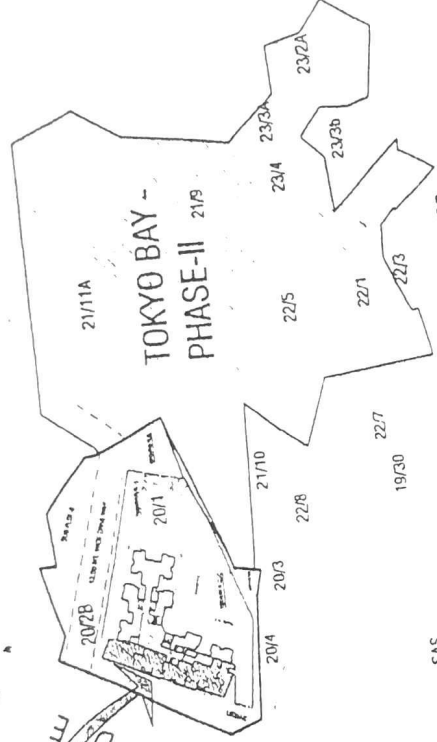 23/2A
23/3A
23/3b
23/4
21/9
TOKYO BAY -
PHASE-II
21/11A
22/5
22/1
22/3
22/7
19/30
21/10
22/8
20/1
20/2B
20/3
20/4
SAS
A